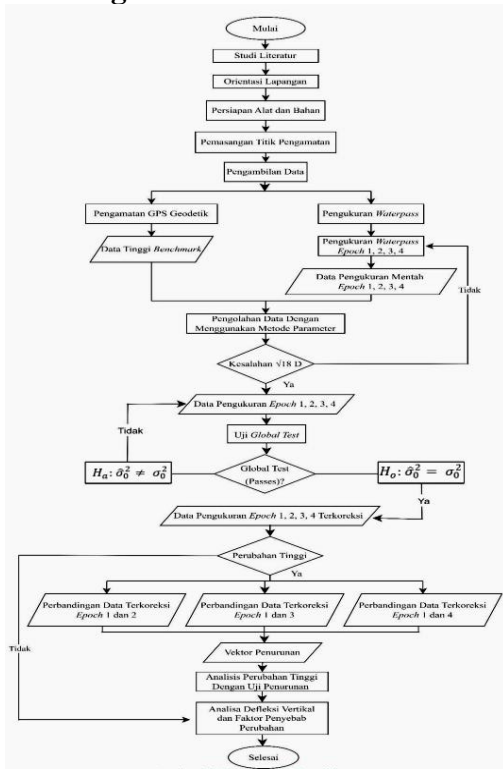 Mulai
Studi Literatur
Orientasi Lapangan
Persiapan Alat dan Bahan
Pemasangan Titik Pengamatan
Pengambilan Data
Pengamatan GPS Geodetik
Pengukuran Waterpass
Data Tinggi Benchmark
Pengukuran Waterpass
Epoch 1, 2, 3, 4
Data Pengukuran Mentah
Epoch 1, 2, 3, 4
Tidak
Pengolahan Data Dengan
Menggunakan Metode Parameter
Kesalahan √18 D
Ya
Data Pengukuran Epoch 1, 2, 3, 4
Tidak
Uji Global Test
Hₐ: σ̂₀² ≠ σ₀²
Global Test
(Passes)?
Hₒ: σ̂₀² = σ₀²
Ya
Data Pengukuran Epoch 1, 2, 3, 4 Terkoreksi
Perubahan Tinggi
Ya
Perbandingan Data Terkoreksi
Epoch 1 dan 2
Perbandingan Data Terkoreksi
Epoch 1 dan 3
Perbandingan Data Terkoreksi
Epoch 1 dan 4
Tidak
Vektor Penurunan
Analisis Perubahan Tinggi
Dengan Uji Penurunan
Analisa Defleksi Vertikal
dan Faktor Penyebab
Perubahan
Selesai